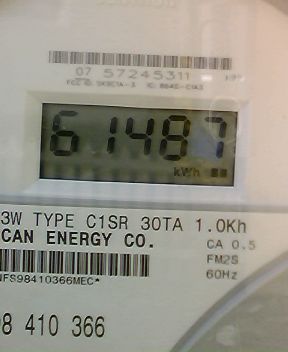 07 57245311
61487
kWh
3W TYPE C1SR 30TA 1.0Kh
CAN ENERGY CO.
CA 0.5
FM2S
60Hz
NFS98410366MEC*
98 410 366